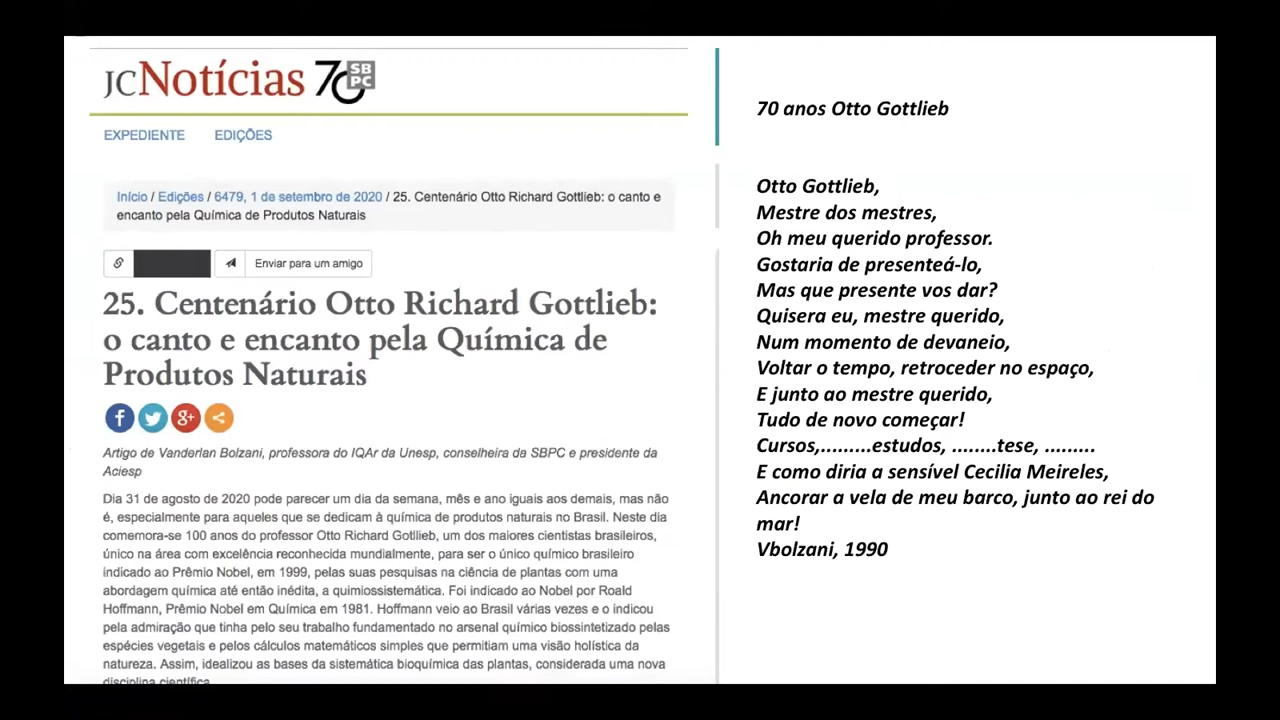 JCNotícias 70 SBPC
EXPEDIENTE EDIÇÕES
Início / Edições / 6479, 1 de setembro de 2020 / 25. Centenário Otto Richard Gottlieb: o canto e
encanto pela Química de Produtos Naturais
Enviar para um amigo
25. Centenário Otto Richard Gottlieb:
o canto e encanto pela Química de
Produtos Naturais
Artigo de Vanderlan Bolzani, professora do IQAr da Unesp, conselheira da SBPC e presidente da
Aciesp
Dia 31 de agosto de 2020 pode parecer um dia da semana, mês e ano iguais aos demais, mas não
é, especialmente para aqueles que se dedicam à química de produtos naturais no Brasil. Neste dia
comemora-se 100 anos do professor Otto Richard Gotllieb, um dos maiores cientistas brasileiros,
único na área com excelência reconhecida mundialmente, para ser o único químico brasileiro
indicado ao Prêmio Nobel, em 1999, pelas suas pesquisas na ciência de plantas com uma
abordagem química até então inédita, a quimiossistemática. Foi indicado ao Nobel por Roald
Hoffmann, Prêmio Nobel em Química em 1981. Hoffmann veio ao Brasil várias vezes e o indicou
pela admiração que tinha pelo seu trabalho fundamentado no arsenal químico biossintetizado pelas
espécies vegetais e pelos cálculos matemáticos simples que permitiam uma visão holística da
natureza. Assim, idealizou as bases da sistemática bioquímica das plantas, considerada uma nova
disciplina científica
70 anos Otto Gottlieb
Otto Gottlieb,
Mestre dos mestres,
Oh meu querido professor.
Gostaria de presenteá-lo,
Mas que presente vos dar?
Quisera eu, mestre querido,
Num momento de devaneio,
Voltar o tempo, retroceder no espaço,
E junto ao mestre querido,
Tudo de novo começar!
Cursos,.........estudos, ........tese, .........
E como diria a sensível Cecilia Meireles,
Ancorar a vela de meu barco, junto ao rei do
mar!
Vbolzani, 1990